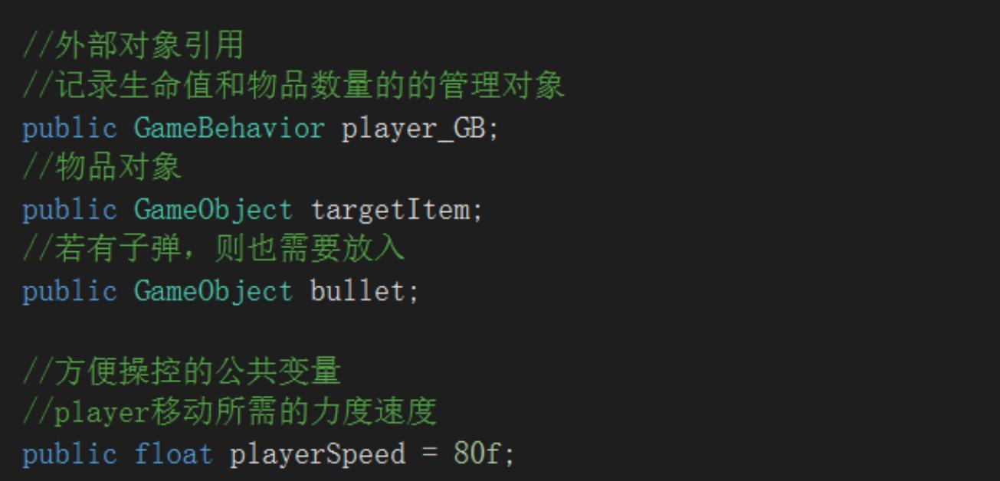 //外部对象引用
//记录生命值和物品数量的的管理对象
public GameBehavior player_GB;
//物品对象
public GameObject targetItem;
//若有子弹，则也需要放入
public GameObject bullet;
//方便操控的公共变量
//player移动所需的力度速度
public float playerSpeed = 80f;